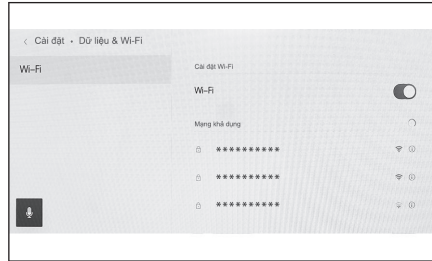 < Cài đặt • Dữ liệu & Wi-Fi
Wi-Fi
Cài đặt Wi-Fi
Wi-Fi
Mạng khả dụng
**********
**********
**********